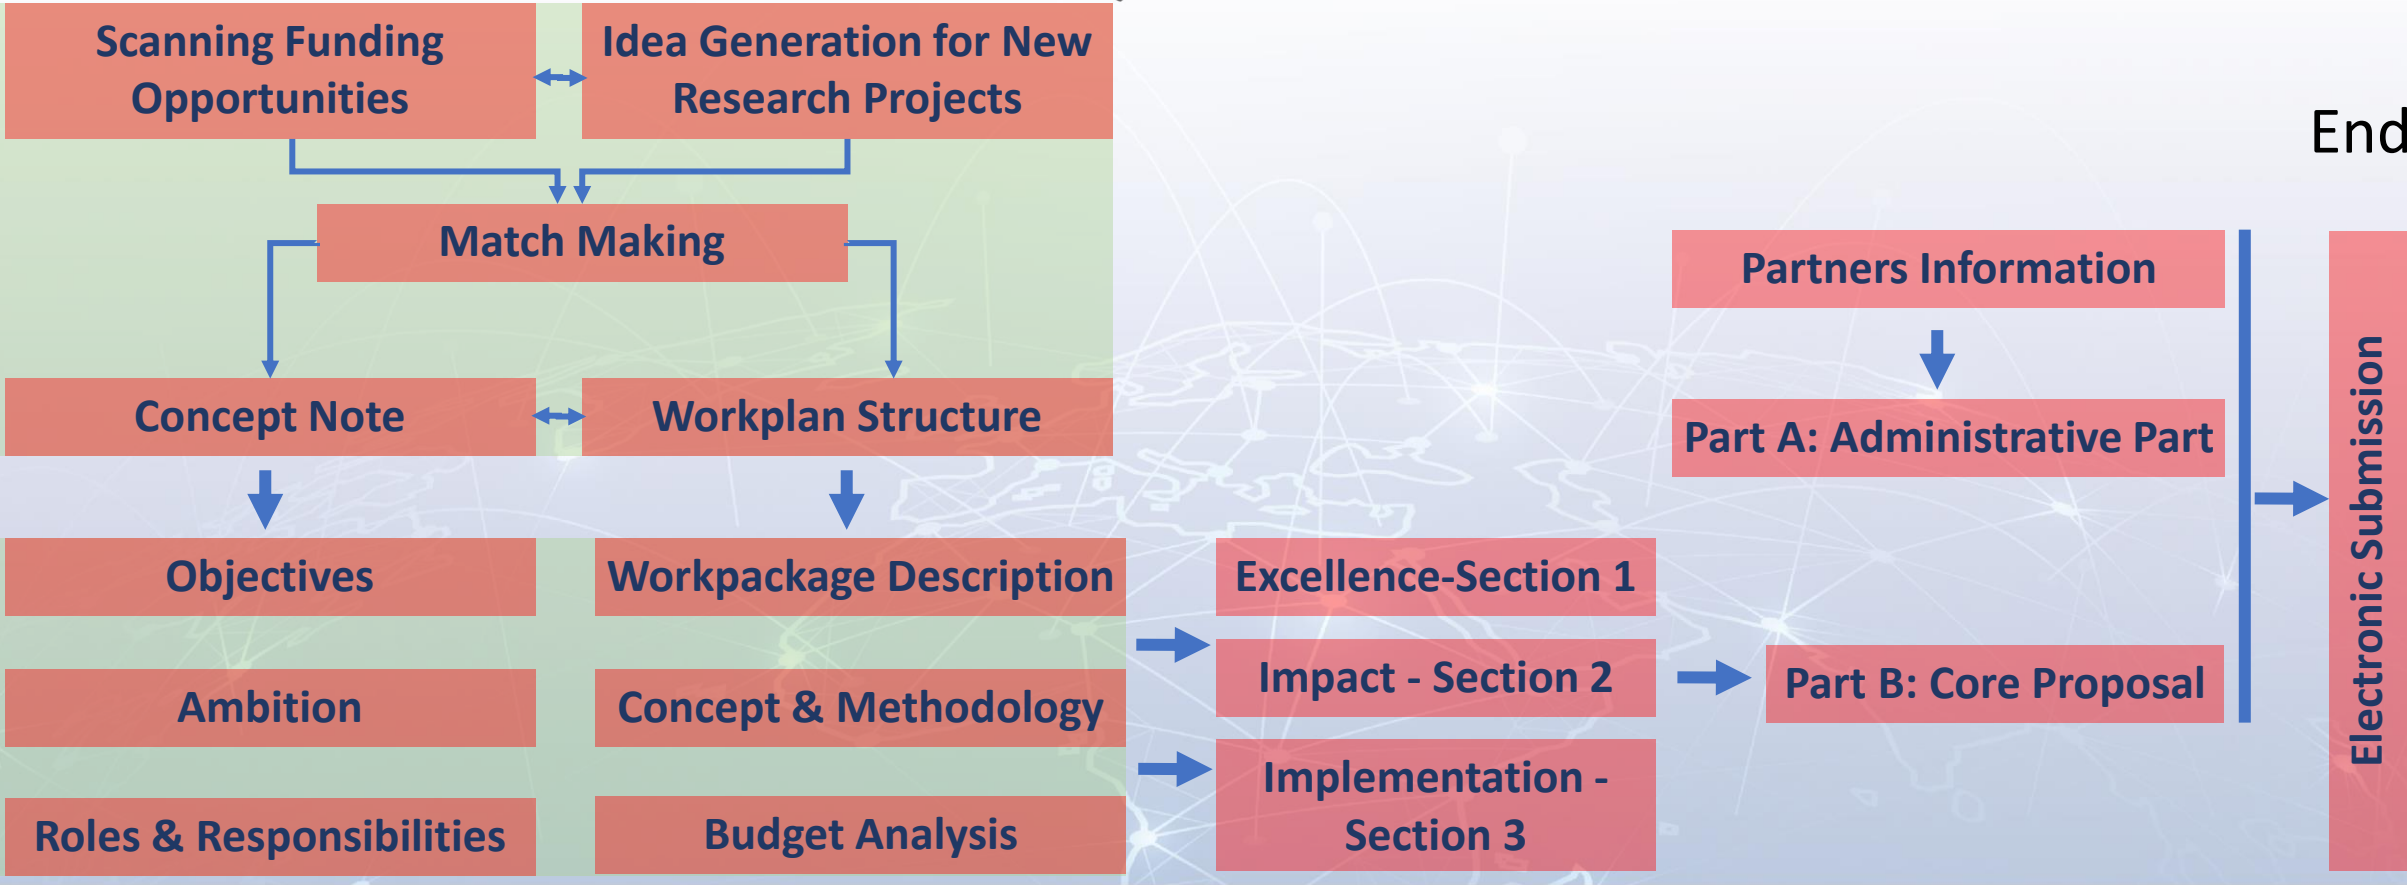 Scanning Funding
Opportunities
Idea Generation for New
Research Projects
End
Match Making
Partners Information
Concept Note
Workplan Structure
Part A: Administrative Part
Electronic Submission
Objectives
Workpackage Description
Excellence-Section 1
Ambition
Concept & Methodology
Impact - Section 2
Part B: Core Proposal
Roles & Responsibilities
Budget Analysis
Implementation -
Section 3